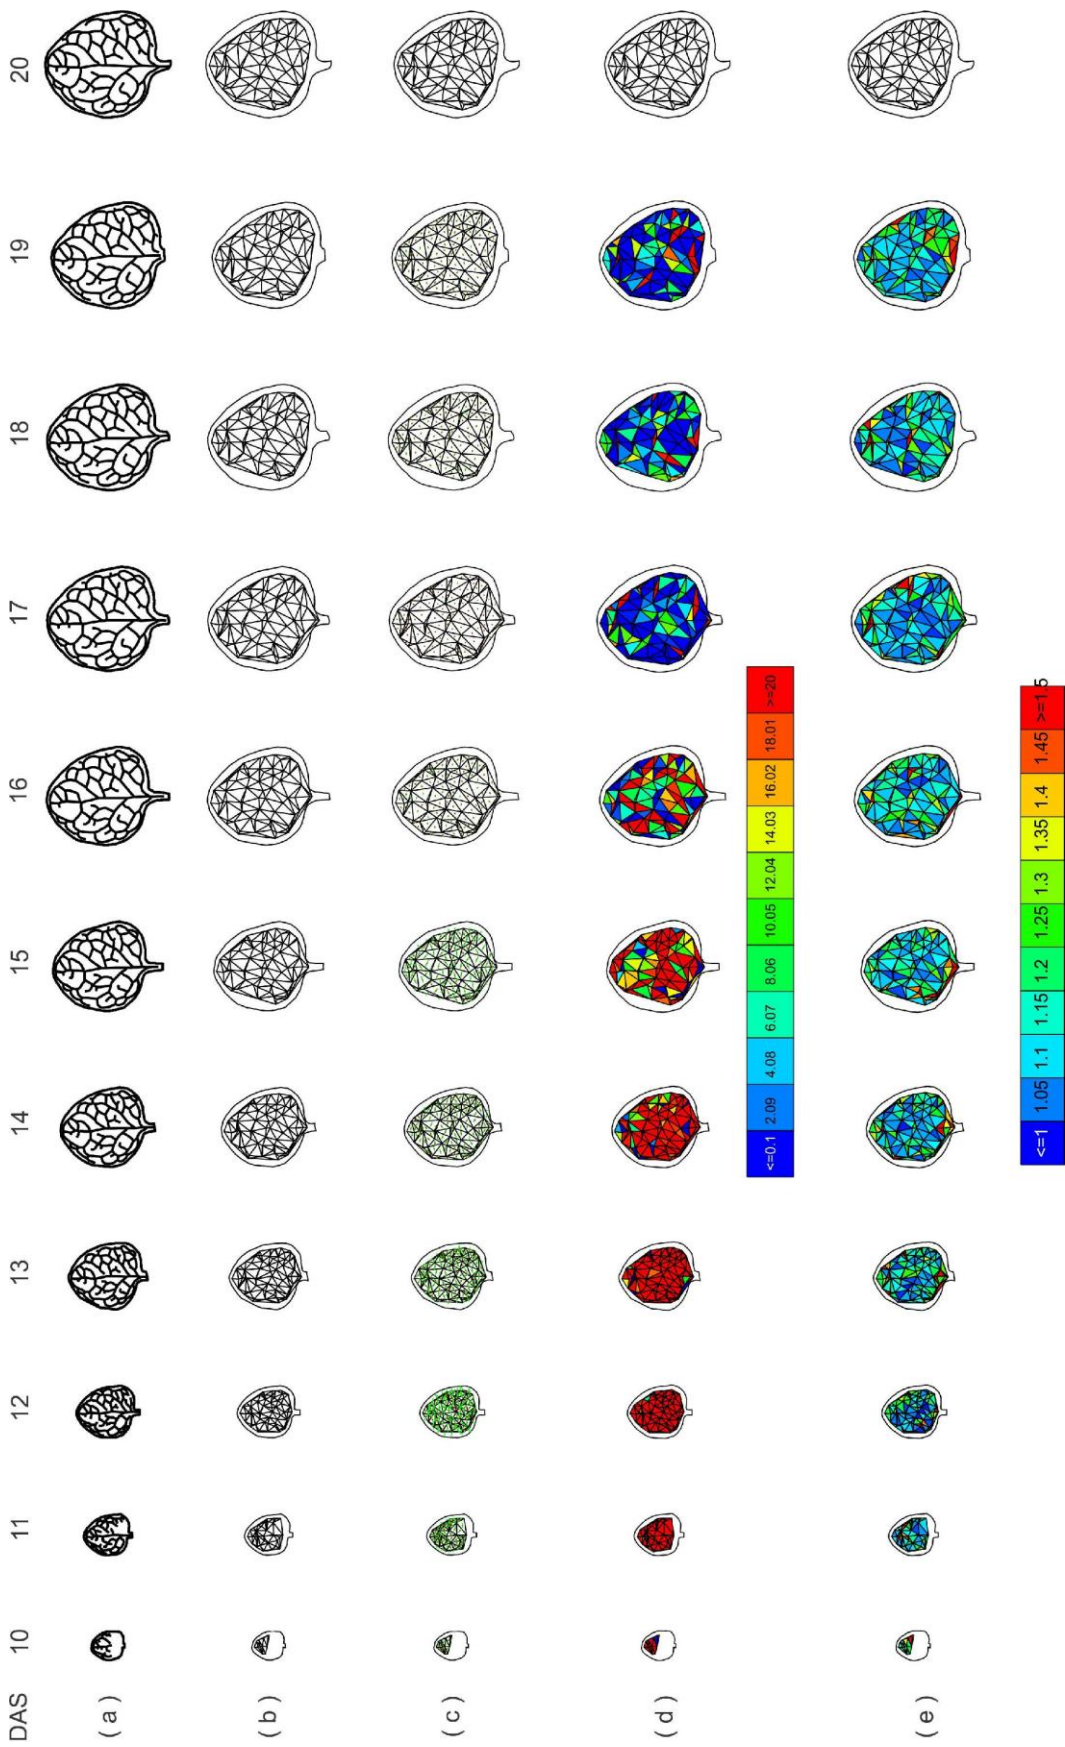 DAS 10 11 12 13 14 15 16 17 18 19 20
( a )
( b )
( c )
( d )
<=0.1 2.09 4.08 6.07 8.06 10.05 12.04 14.03 16.02 18.01 >=20
( e )
<=1 1.05 1.1 1.15 1.2 1.25 1.3 1.35 1.4 1.45 >=1.5